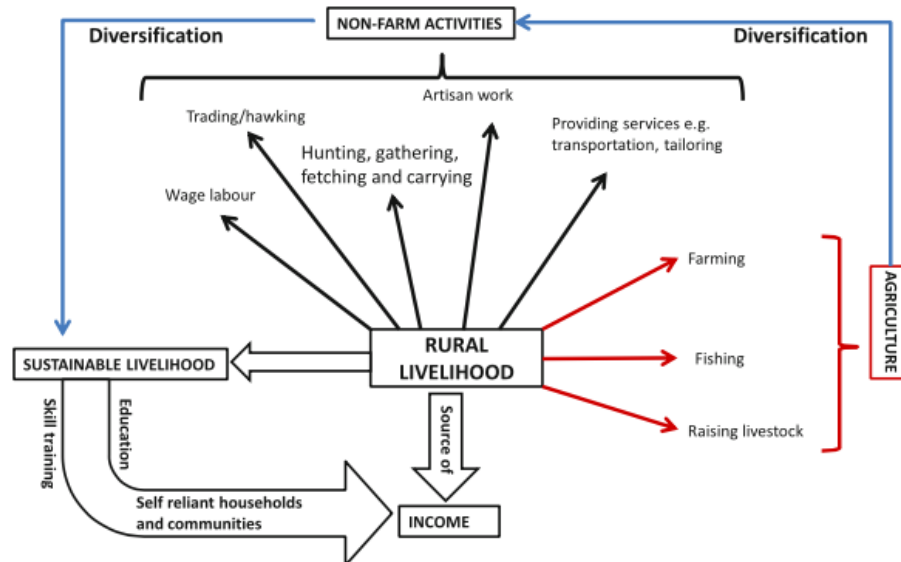 NON-FARM ACTIVITIES
Diversification
Diversification
Artisan work
Trading/hawking
Providing services e.g.
transportation, tailoring
Hunting, gathering,
fetching and carrying
Wage labour
Farming
AGRICULTURE
RURAL
LIVELIHOOD
SUSTAINABLE LIVELIHOOD
Fishing
Skill training
Education
Source of
Raising livestock
Self reliant households
and communities
INCOME